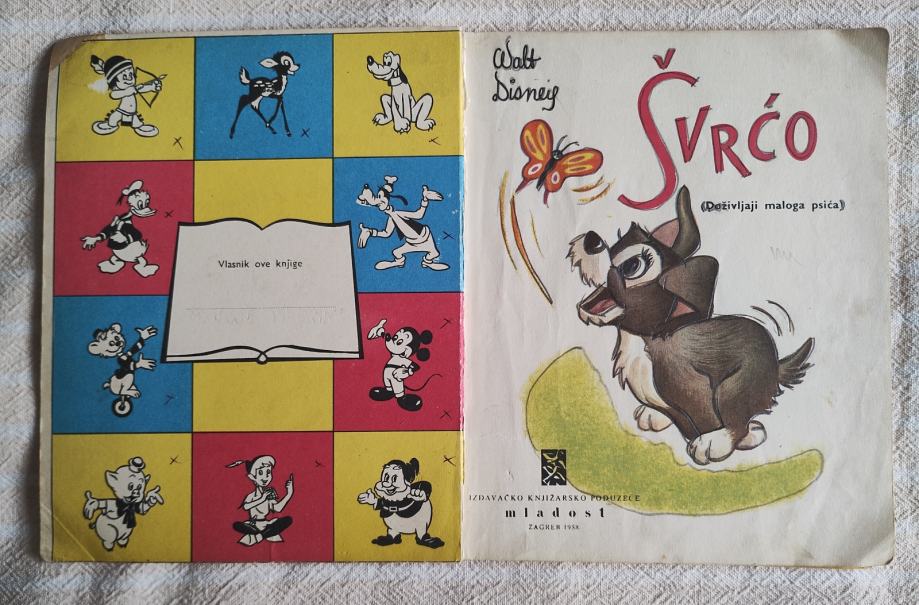 Vlasnik ove knjige
Walt
Disney
Švrćo
(Doživljaji maloga psića)
IZDAVAČKO KNJIŽARSKO PODUZEĆE
mladost
ZAGREB 1958.